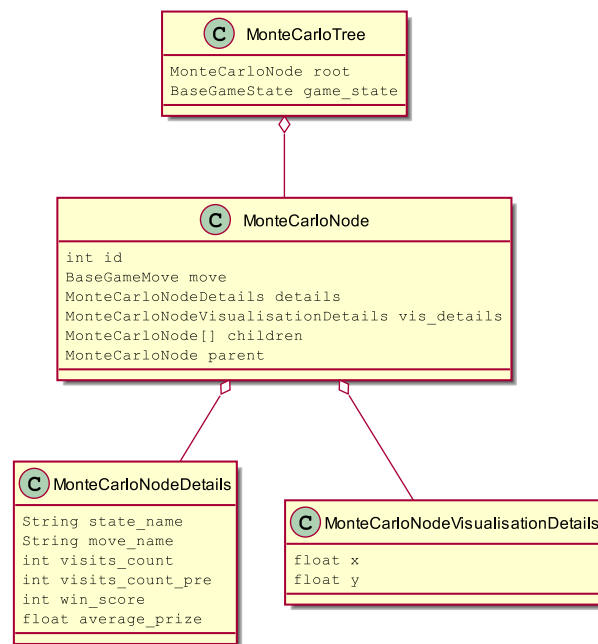 C MonteCarloTree
MonteCarloNode root
BaseGameState game_state
C MonteCarloNode
int id
BaseGameMove move
MonteCarloNodeDetails details
MonteCarloNodeVisualisationDetails vis_details
MonteCarloNode[] children
MonteCarloNode parent
C MonteCarloNodeDetails
String state_name
String move_name
int visits_count
int visits_count_pre
int win_score
float average_prize
C MonteCarloNodeVisualisationDetails
float x
float y